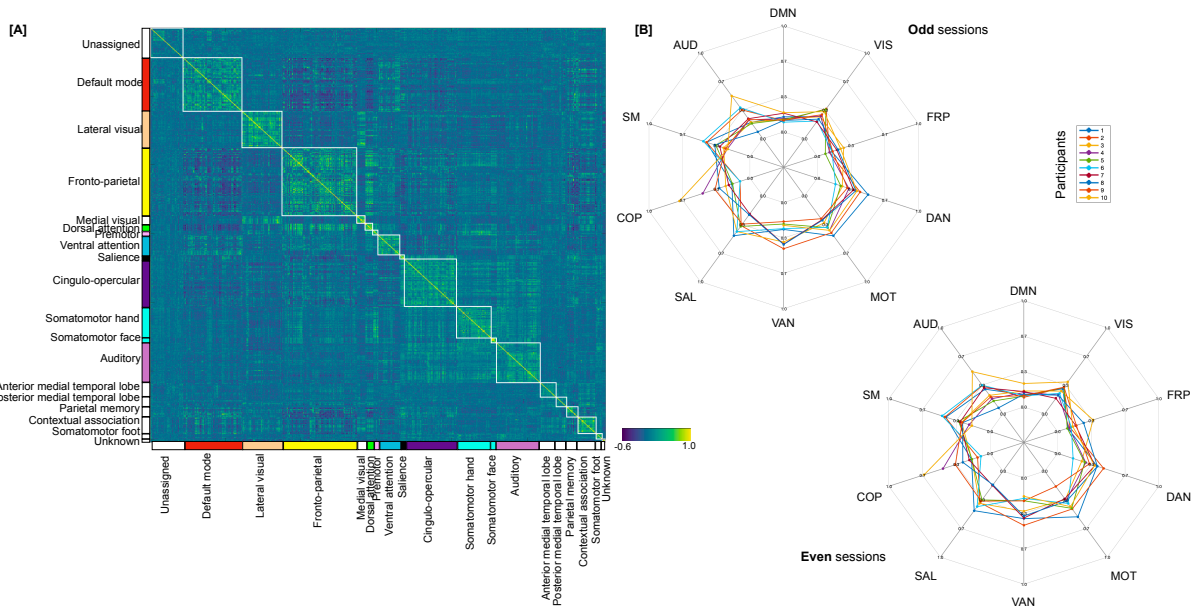 [A]
Unassigned
Default mode
Lateral visual
Fronto-parietal
Medial visual
Dorsal attention
Premotor
Ventral attention
Salience
Cingulo-opercular
Somatomotor hand
Somatomotor face
Auditory
Anterior medial temporal lobe
osterior medial temporal lobe
Parietal memory
Contextual association
Somatomotor foot
Unknown
Unassigned
Default mode
Lateral visual
Fronto-parietal
Medial visual
Dorsal attention
Premotor
Ventral attention
Salience
Cingulo-opercular
Somatomotor hand
Somatomotor face
Auditory
Anterior medial temporal lobe
Posterior medial temporal lobe
Parietal memory
Contextual association
Somatomotor foot
Unknown
-0.6 1.0
[B]
Odd sessions
DMN
VIS
FRP
DAN
MOT
VAN
SAL
COP
SM
AUD
Participants
1
2
3
4
5
6
7
8
9
10
Even sessions
DMN
VIS
FRP
DAN
MOT
VAN
SAL
COP
SM
AUD